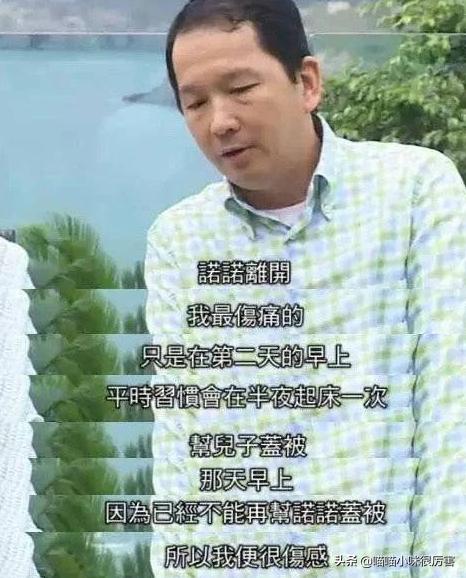 諾諾離開
我最傷痛的
只是在第二天的早上
平時習慣會在半夜起床一次
幫兒子蓋被
那天早上
因為已經不能再幫諾諾蓋被
所以我便很傷感
头条 @喵喵小咪很厉害